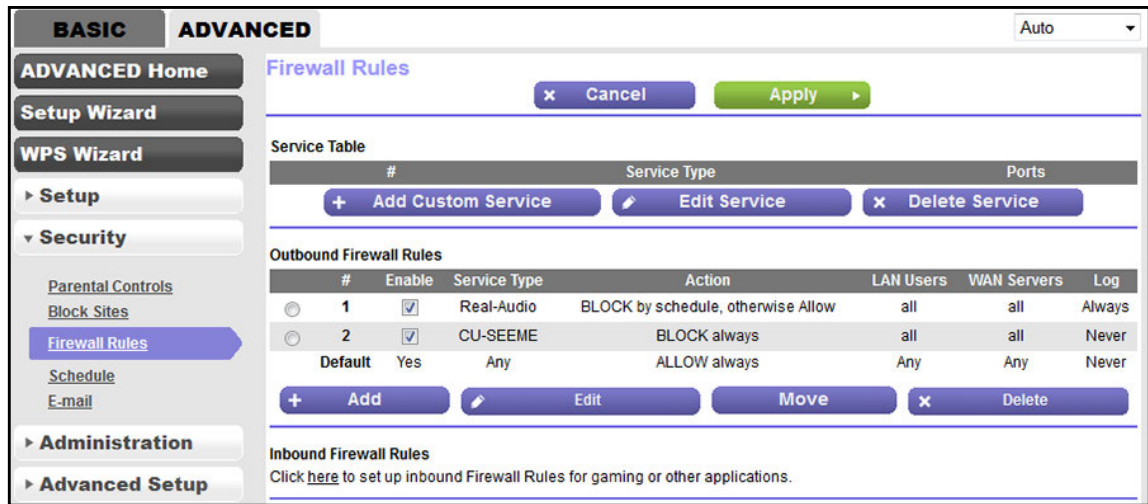 BASIC ADVANCED Auto
ADVANCED Home
Setup Wizard
WPS Wizard
Setup
Security
Parental Controls
Block Sites
Firewall Rules
Schedule
E-mail
Administration
Advanced Setup
Firewall Rules
Cancel Apply
Service Table
# Service Type Ports
Add Custom Service Edit Service Delete Service
Outbound Firewall Rules
# Enable Service Type Action LAN Users WAN Servers Log
1 Real-Audio BLOCK by schedule, otherwise Allow all all Always
2 CU-SEEME BLOCK always all all Never
Default Yes Any ALLOW always Any Any Never
Add Edit Move Delete
Inbound Firewall Rules
Click here to set up inbound Firewall Rules for gaming or other applications.